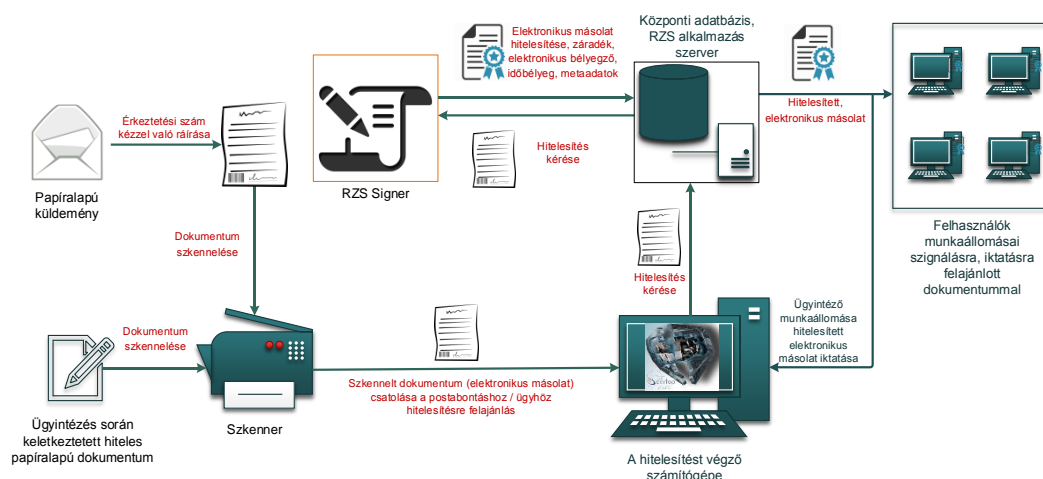 Elektronikus másolat
hitelesítése, záradék,
elektronikus bélyegző,
időbélyeg, metaadatok
Központi adatbázis,
RZS alkalmazás
szerver
Érkeztetési szám
kézzel való ráírása
Hitelesített,
elektronikus másolat
Hitelesítés
kérése
Papíralapú
küldemény
RZS Signer
Felhasználók
munkaállomásai
szignálásra, iktatásra
felajánlott
dokumentummal
Dokumentum
szkennelése
Hitelesítés
kérése
Ügyintéző
munkaállomása
hitelesített
elektronikus
másolat iktatása
Dokumentum
szkennelése
Szkennelt dokumentum (elektronikus másolat)
csatolása a postabontáshoz / ügyhöz
hitelesítésre felajánlás
Szkenner
Ügyintézés során
keletkeztetett hiteles
papíralapú dokumentum
A hitelesítést végző
számítógépe